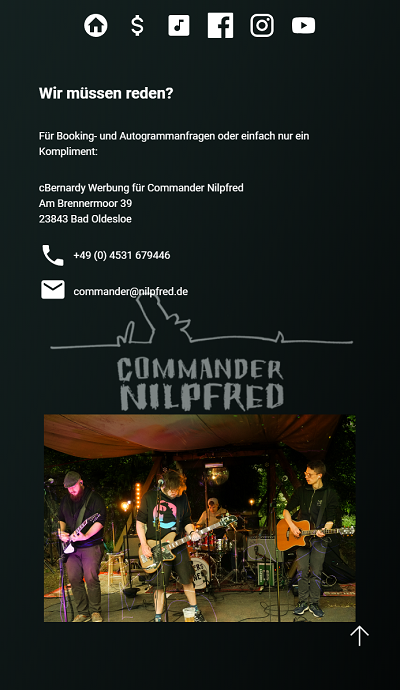 Wir müssen reden?
Für Booking- und Autogrammanfragen oder einfach nur ein
Kompliment:
cBernardy Werbung für Commander Nilpfred
Am Brennermoor 39
23843 Bad Oldesloe
+49 (0) 4531 679446
commander@nilpfred.de
COMMANDER
NILPFRED